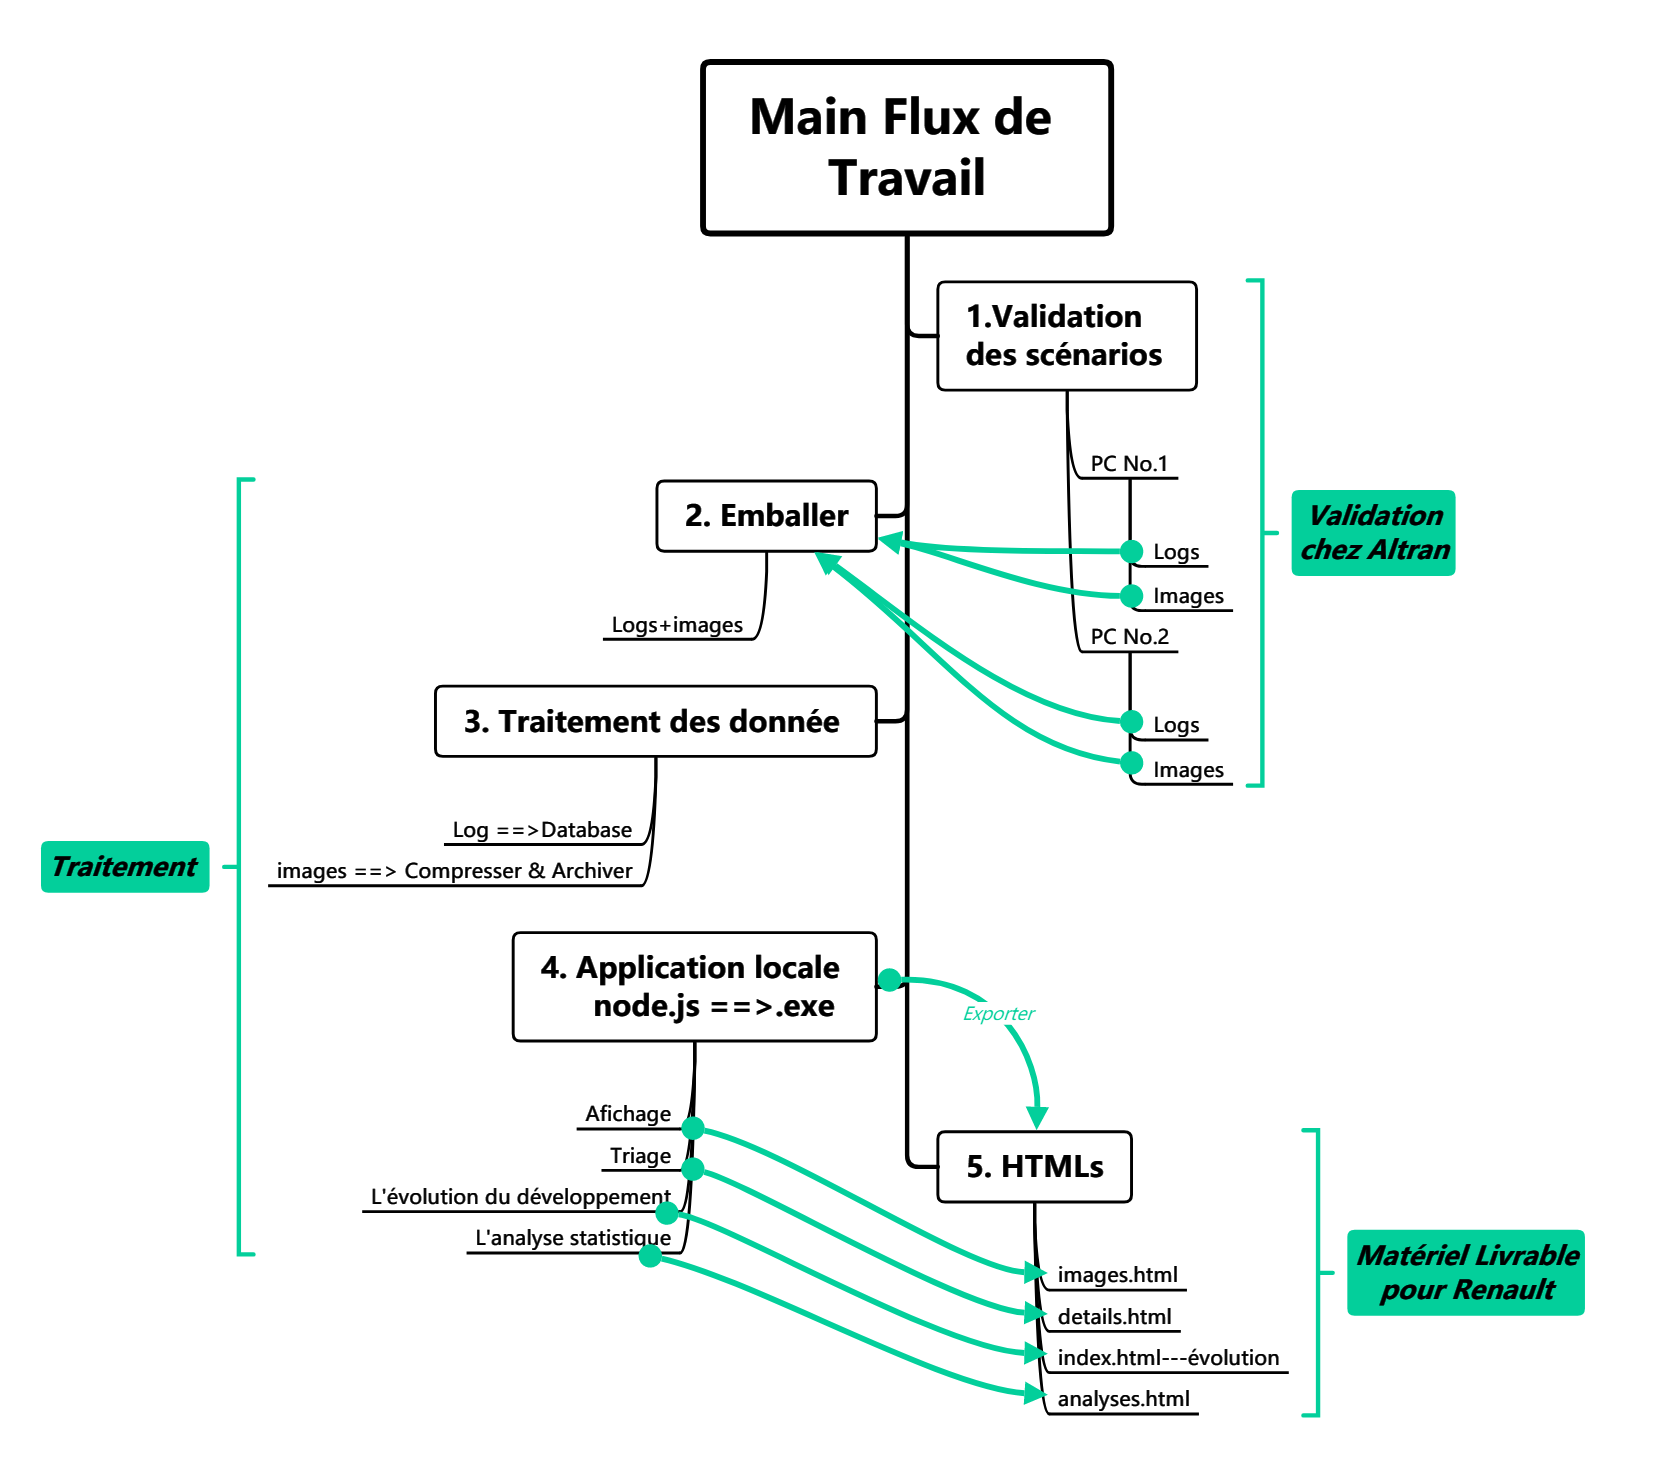 Main Flux de
Travail
1.Validation
des scénarios
PC No.1
Logs
Images
PC No.2
Logs
Images
Validation
chez Altran
2. Emballer
Logs+images
3. Traitement des donnée
Log ==>Database
images ==> Compresser & Archiver
Traitement
4. Application locale
node.js ==>.exe
Exporter
Afichage
Triage
L'évolution du développement
L'analyse statistique
5. HTMLs
images.html
details.html
index.html---évolution
analyses.html
Matériel Livrable
pour Renault